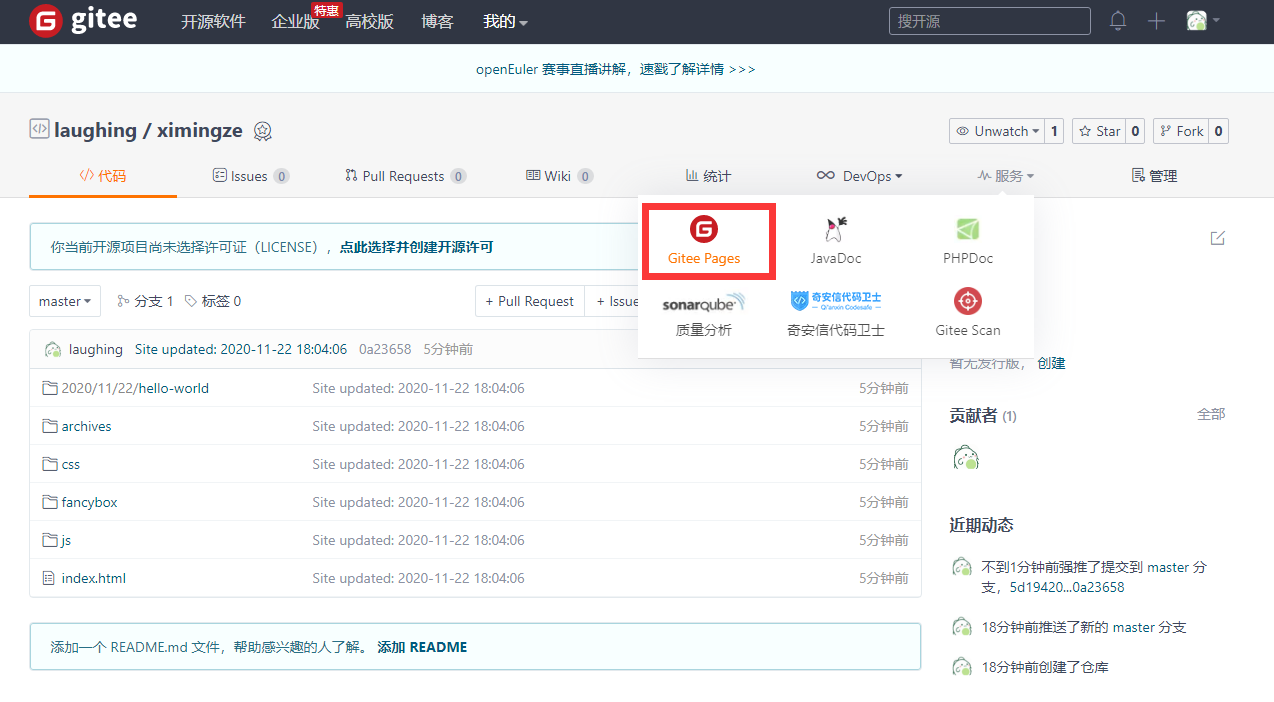 gitee 开源软件 企业版 特惠 高校版 博客 我的 搜开源
openEuler 赛事直播讲解，速戳了解详情 >>>
laughing / ximingze Unwatch 1 Star 0 Fork 0
代码 Issues 0 Pull Requests 0 Wiki 0 统计 DevOps 服务 管理
你当前开源项目尚未选择许可证（LICENSE），点此选择并创建开源许可
Gitee Pages JavaDoc PHPDoc
sonarqube 奇安信代码卫士 Qi'anxin Codesafe
质量分析 奇安信代码卫士 Gitee Scan
master 分支 1 标签 0 + Pull Request + Issue
laughing Site updated: 2020-11-22 18:04:06 0a23658 5分钟前
2020/11/22/hello-world Site updated: 2020-11-22 18:04:06 5分钟前
archives Site updated: 2020-11-22 18:04:06 5分钟前
css Site updated: 2020-11-22 18:04:06 5分钟前
fancybox Site updated: 2020-11-22 18:04:06 5分钟前
js Site updated: 2020-11-22 18:04:06 5分钟前
index.html Site updated: 2020-11-22 18:04:06 5分钟前
添加一个 README.md 文件，帮助感兴趣的人了解。 添加 README
暂无发行版， 创建
贡献者 (1) 全部
近期动态
不到1分钟前强推了提交到 master 分
支，5d19420...0a23658
18分钟前推送了新的 master 分支
18分钟前创建了仓库